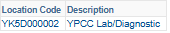 Location Code Description
YK5D000002 YPCC Lab/Diagnostic